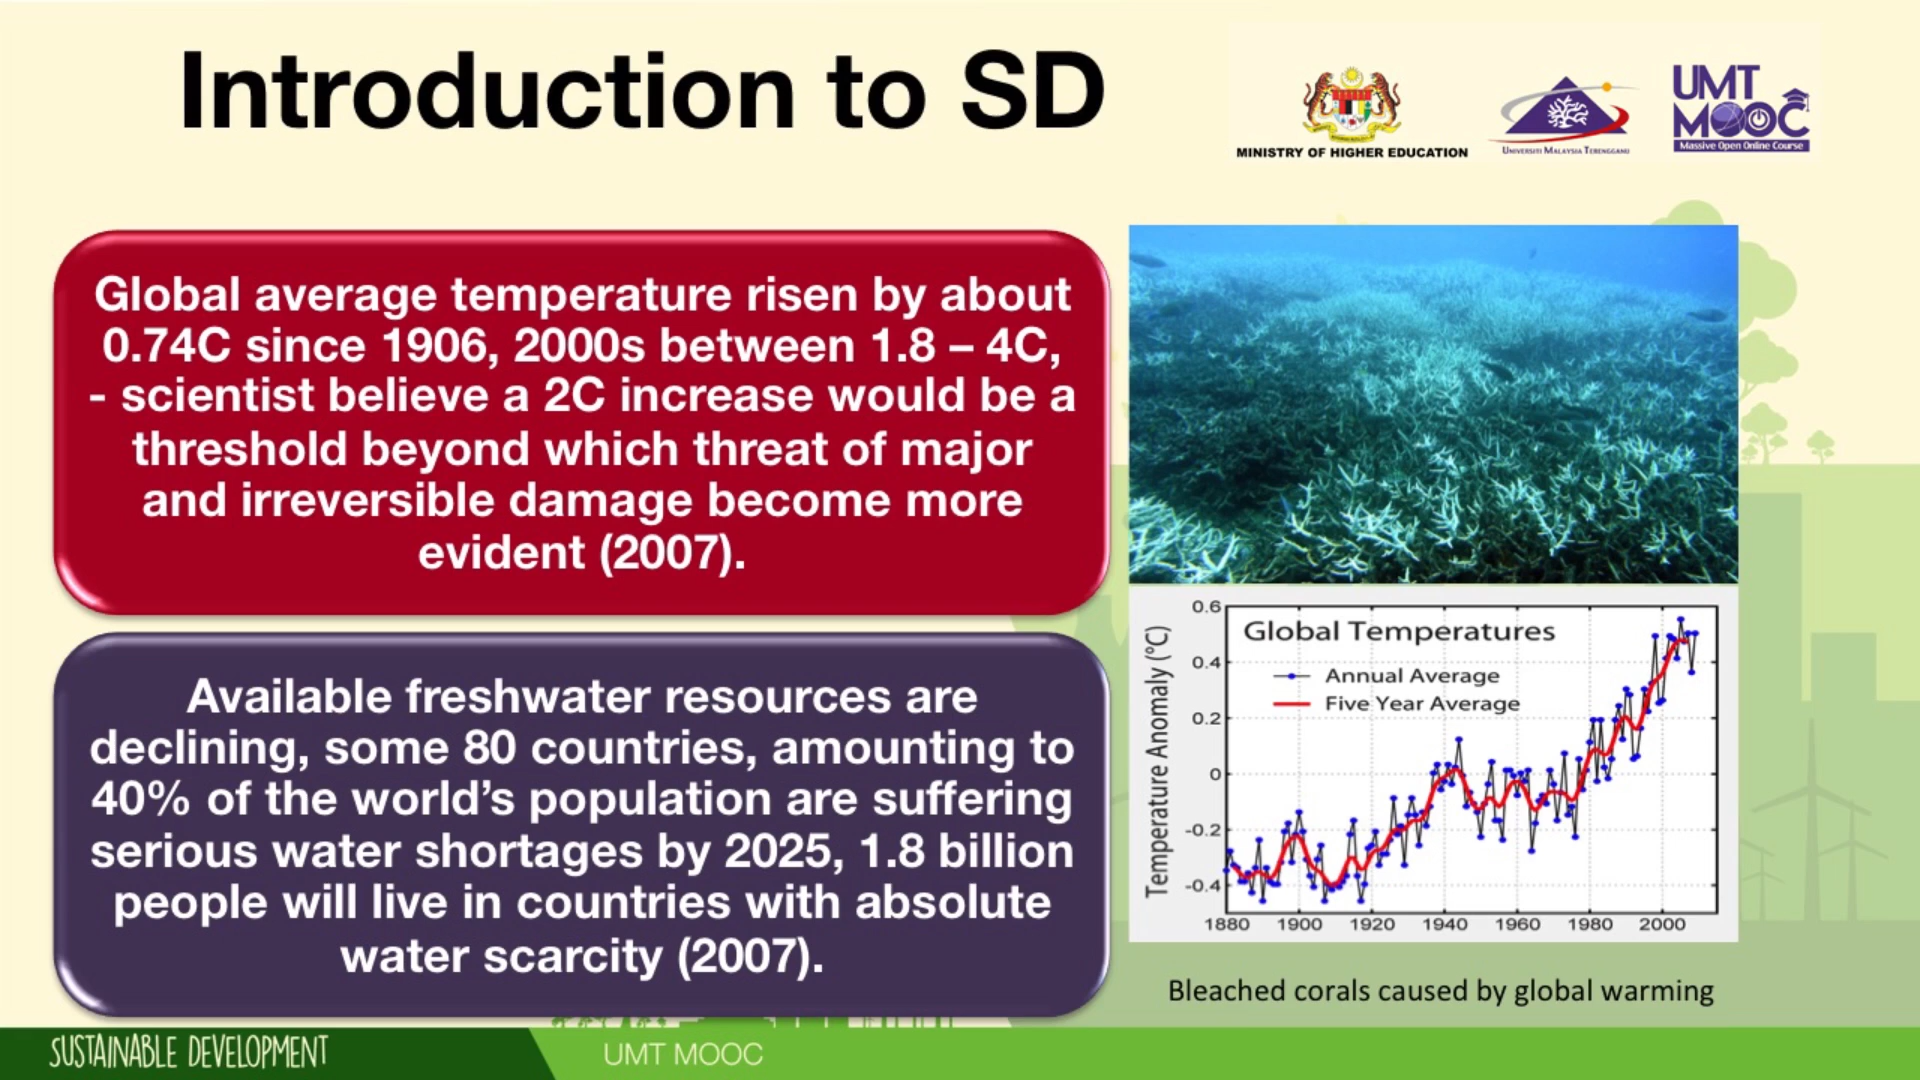 Introduction to SD
MINISTRY OF HIGHER EDUCATION
UNIVERSITI MALAYSIA TERENGGANU
UMT
MOOC
Massive Open Online Course
Global average temperature risen by about
0.74C since 1906, 2000s between 1.8 – 4C,
- scientist believe a 2C increase would be a
threshold beyond which threat of major
and irreversible damage become more
evident (2007).
Available freshwater resources are
declining, some 80 countries, amounting to
40% of the world’s population are suffering
serious water shortages by 2025, 1.8 billion
people will live in countries with absolute
water scarcity (2007).
Global Temperatures
Annual Average
Five Year Average
Temperature Anomaly (°C)
0.6
0.4
0.2
0
-0.2
-0.4
1880 1900 1920 1940 1960 1980 2000
Bleached corals caused by global warming
SUSTAINABLE DEVELOPMENT
UMT MOOC